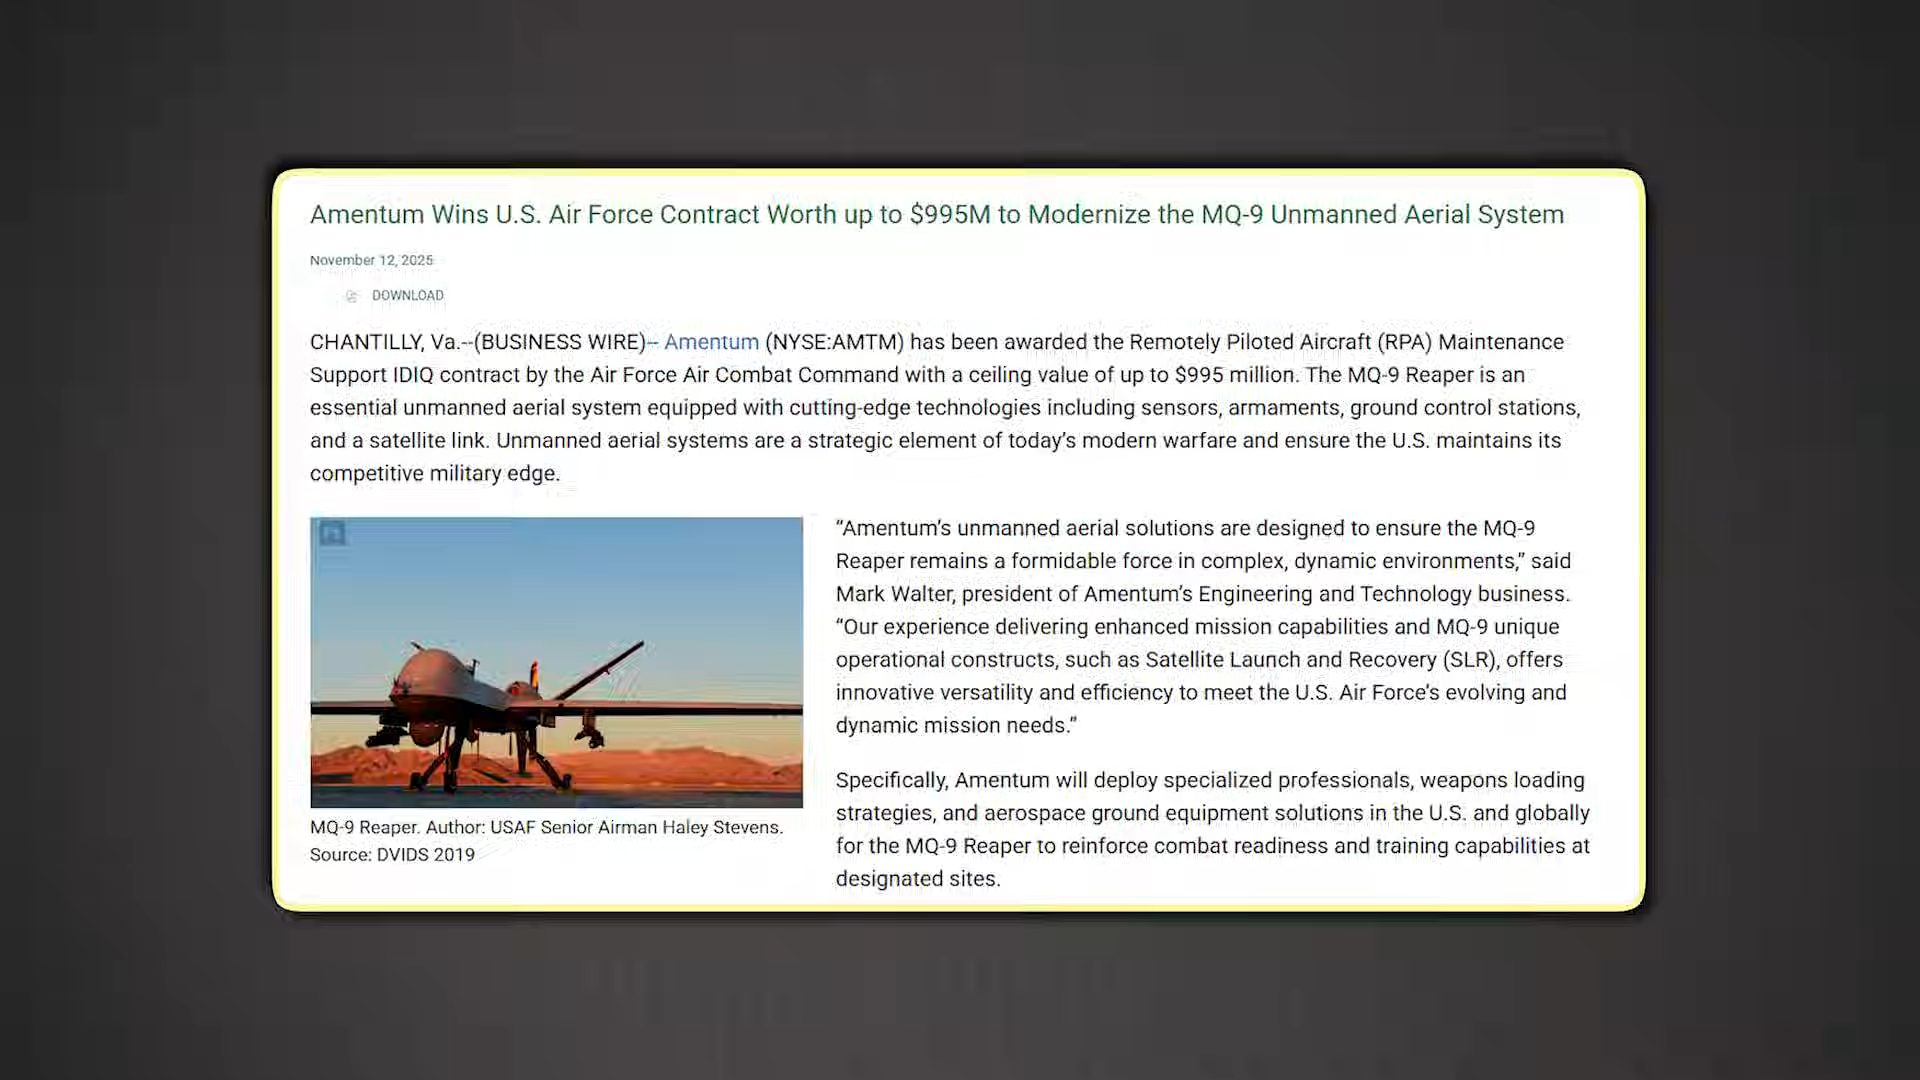 Amentum Wins U.S. Air Force Contract Worth up to $995M to Modernize the MQ-9 Unmanned Aerial System
November 12, 2025
DOWNLOAD
CHANTILLY, Va.--(BUSINESS WIRE)-- Amentum (NYSE:AMTM) has been awarded the Remotely Piloted Aircraft (RPA) Maintenance
Support IDIQ contract by the Air Force Air Combat Command with a ceiling value of up to $995 million. The MQ-9 Reaper is an
essential unmanned aerial system equipped with cutting-edge technologies including sensors, armaments, ground control stations,
and a satellite link. Unmanned aerial systems are a strategic element of today’s modern warfare and ensure the U.S. maintains its
competitive military edge.
MQ-9 Reaper. Author: USAF Senior Airman Haley Stevens.
Source: DVIDS 2019
“Amentum’s unmanned aerial solutions are designed to ensure the MQ-9
Reaper remains a formidable force in complex, dynamic environments,” said
Mark Walter, president of Amentum’s Engineering and Technology business.
“Our experience delivering enhanced mission capabilities and MQ-9 unique
operational constructs, such as Satellite Launch and Recovery (SLR), offers
innovative versatility and efficiency to meet the U.S. Air Force’s evolving and
dynamic mission needs.”
Specifically, Amentum will deploy specialized professionals, weapons loading
strategies, and aerospace ground equipment solutions in the U.S. and globally
for the MQ-9 Reaper to reinforce combat readiness and training capabilities at
designated sites.